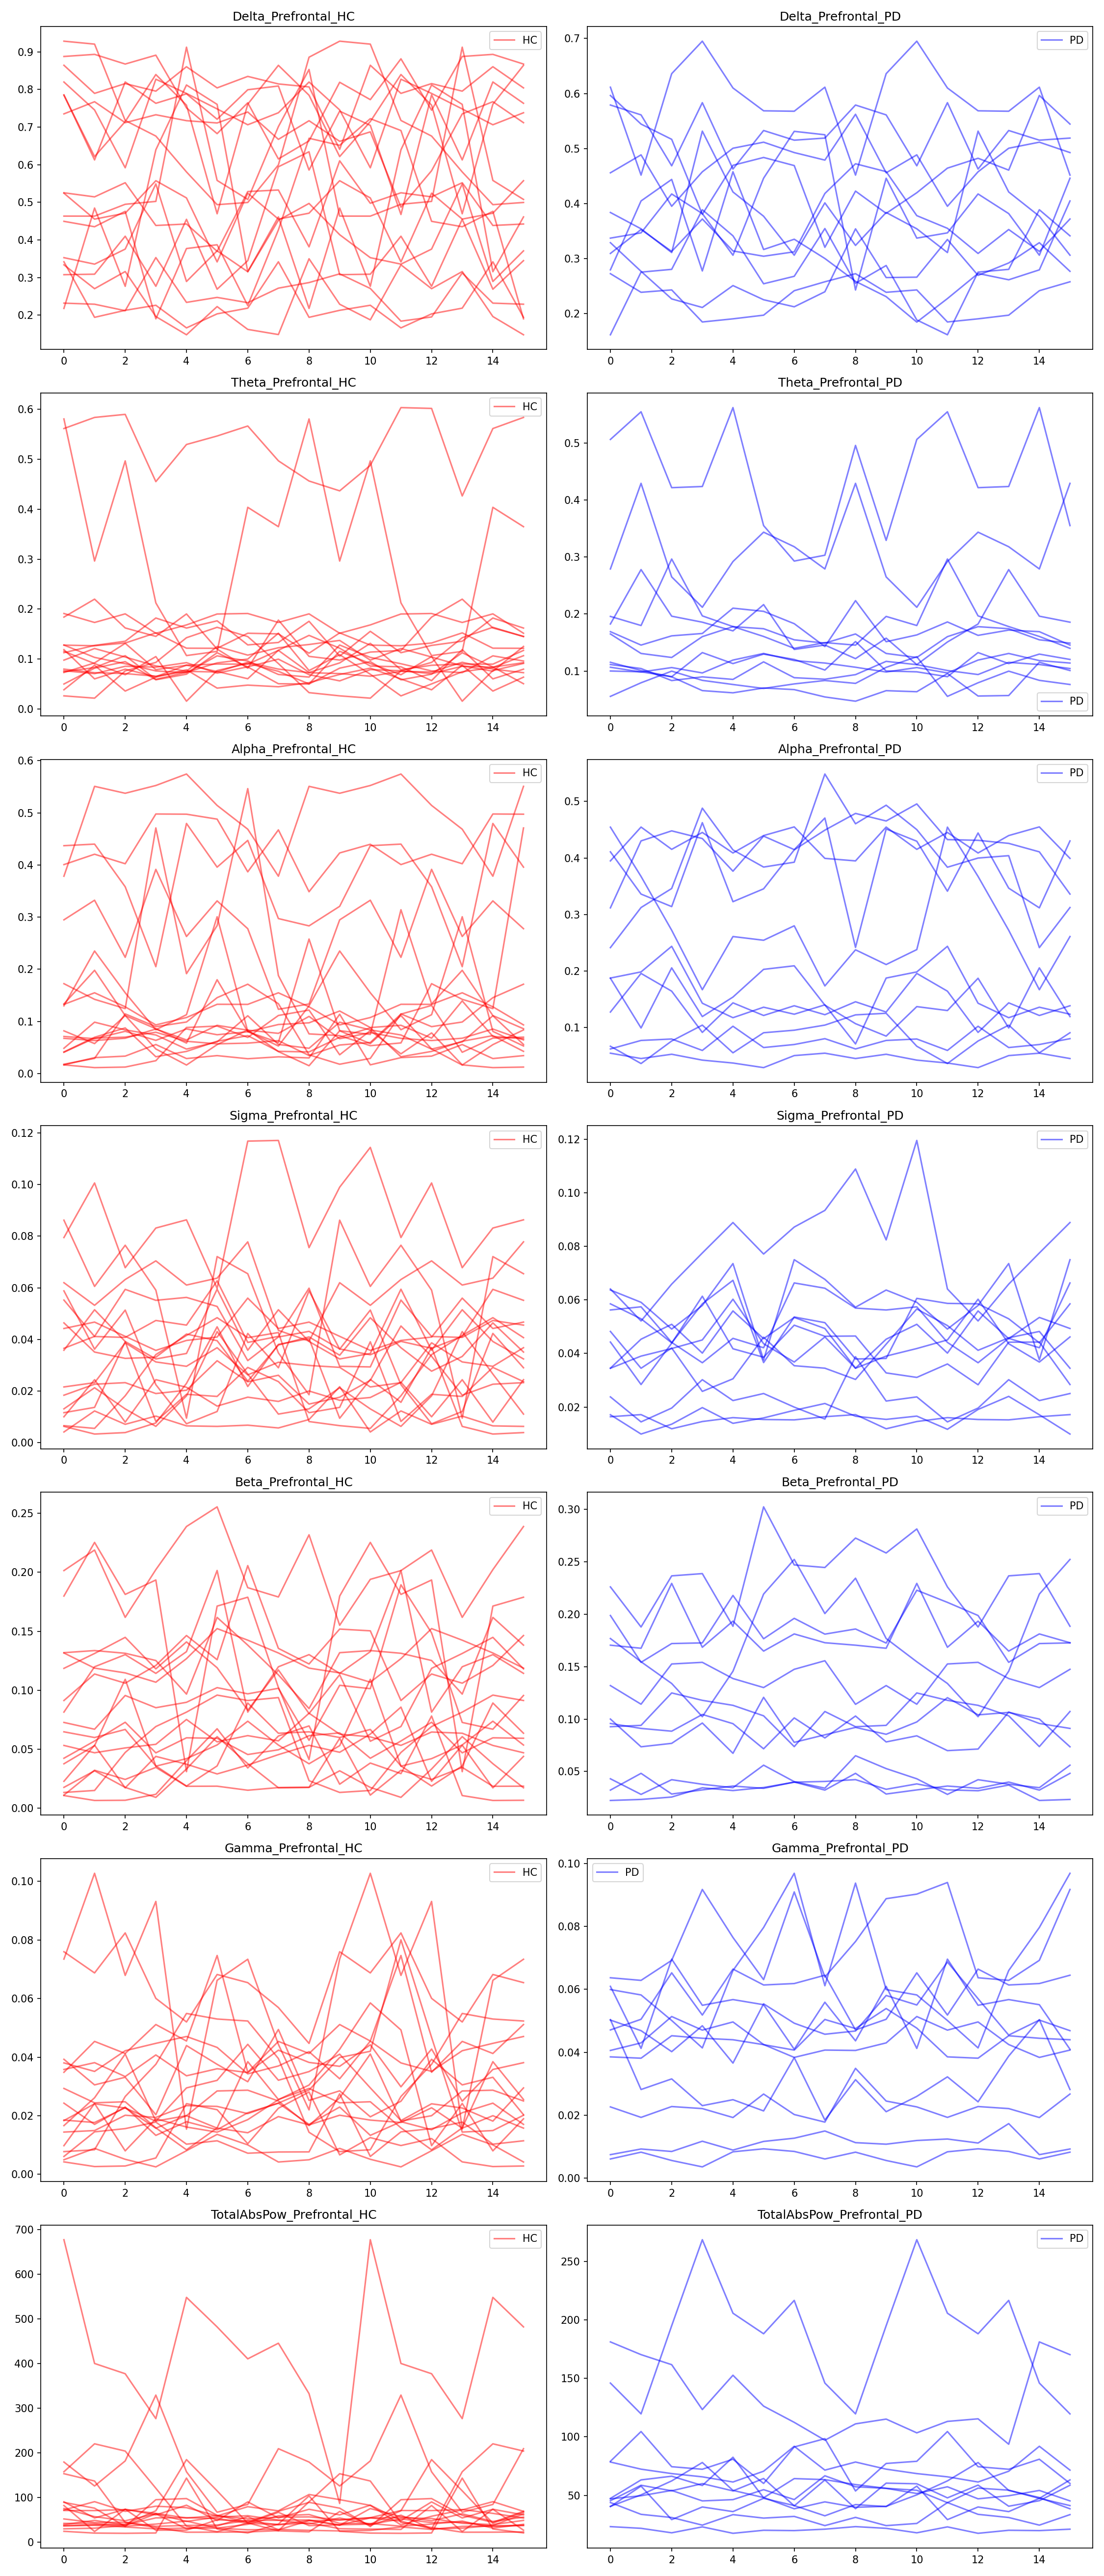 Delta_Prefrontal_HC
HC
0.9
0.8
0.7
0.6
0.5
0.4
0.3
0.2
0 2 4 6 8 10 12 14
Delta_Prefrontal_PD
PD
0.7
0.6
0.5
0.4
0.3
0.2
0 2 4 6 8 10 12 14
Theta_Prefrontal_HC
HC
0.6
0.5
0.4
0.3
0.2
0.1
0.0
0 2 4 6 8 10 12 14
Theta_Prefrontal_PD
0.5
0.4
0.3
0.2
0.1
PD
0 2 4 6 8 10 12 14
Alpha_Prefrontal_HC
HC
0.6
0.5
0.4
0.3
0.2
0.1
0.0
0 2 4 6 8 10 12 14
Alpha_Prefrontal_PD
PD
0.5
0.4
0.3
0.2
0.1
0 2 4 6 8 10 12 14
Sigma_Prefrontal_HC
HC
0.12
0.10
0.08
0.06
0.04
0.02
0.00
0 2 4 6 8 10 12 14
Sigma_Prefrontal_PD
PD
0.12
0.10
0.08
0.06
0.04
0.02
0 2 4 6 8 10 12 14
Beta_Prefrontal_HC
HC
0.25
0.20
0.15
0.10
0.05
0.00
0 2 4 6 8 10 12 14
Beta_Prefrontal_PD
PD
0.30
0.25
0.20
0.15
0.10
0.05
0 2 4 6 8 10 12 14
Gamma_Prefrontal_HC
HC
0.10
0.08
0.06
0.04
0.02
0.00
0 2 4 6 8 10 12 14
Gamma_Prefrontal_PD
PD
0.10
0.08
0.06
0.04
0.02
0.00
0 2 4 6 8 10 12 14
TotalAbsPow_Prefrontal_HC
HC
700
600
500
400
300
200
100
0
0 2 4 6 8 10 12 14
TotalAbsPow_Prefrontal_PD
PD
250
200
150
100
50
0 2 4 6 8 10 12 14